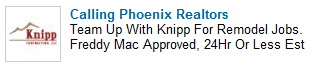 Knipp
Calling Phoenix Realtors
Team Up With Knipp For Remodel Jobs.
Freddy Mac Approved, 24Hr Or Less Est